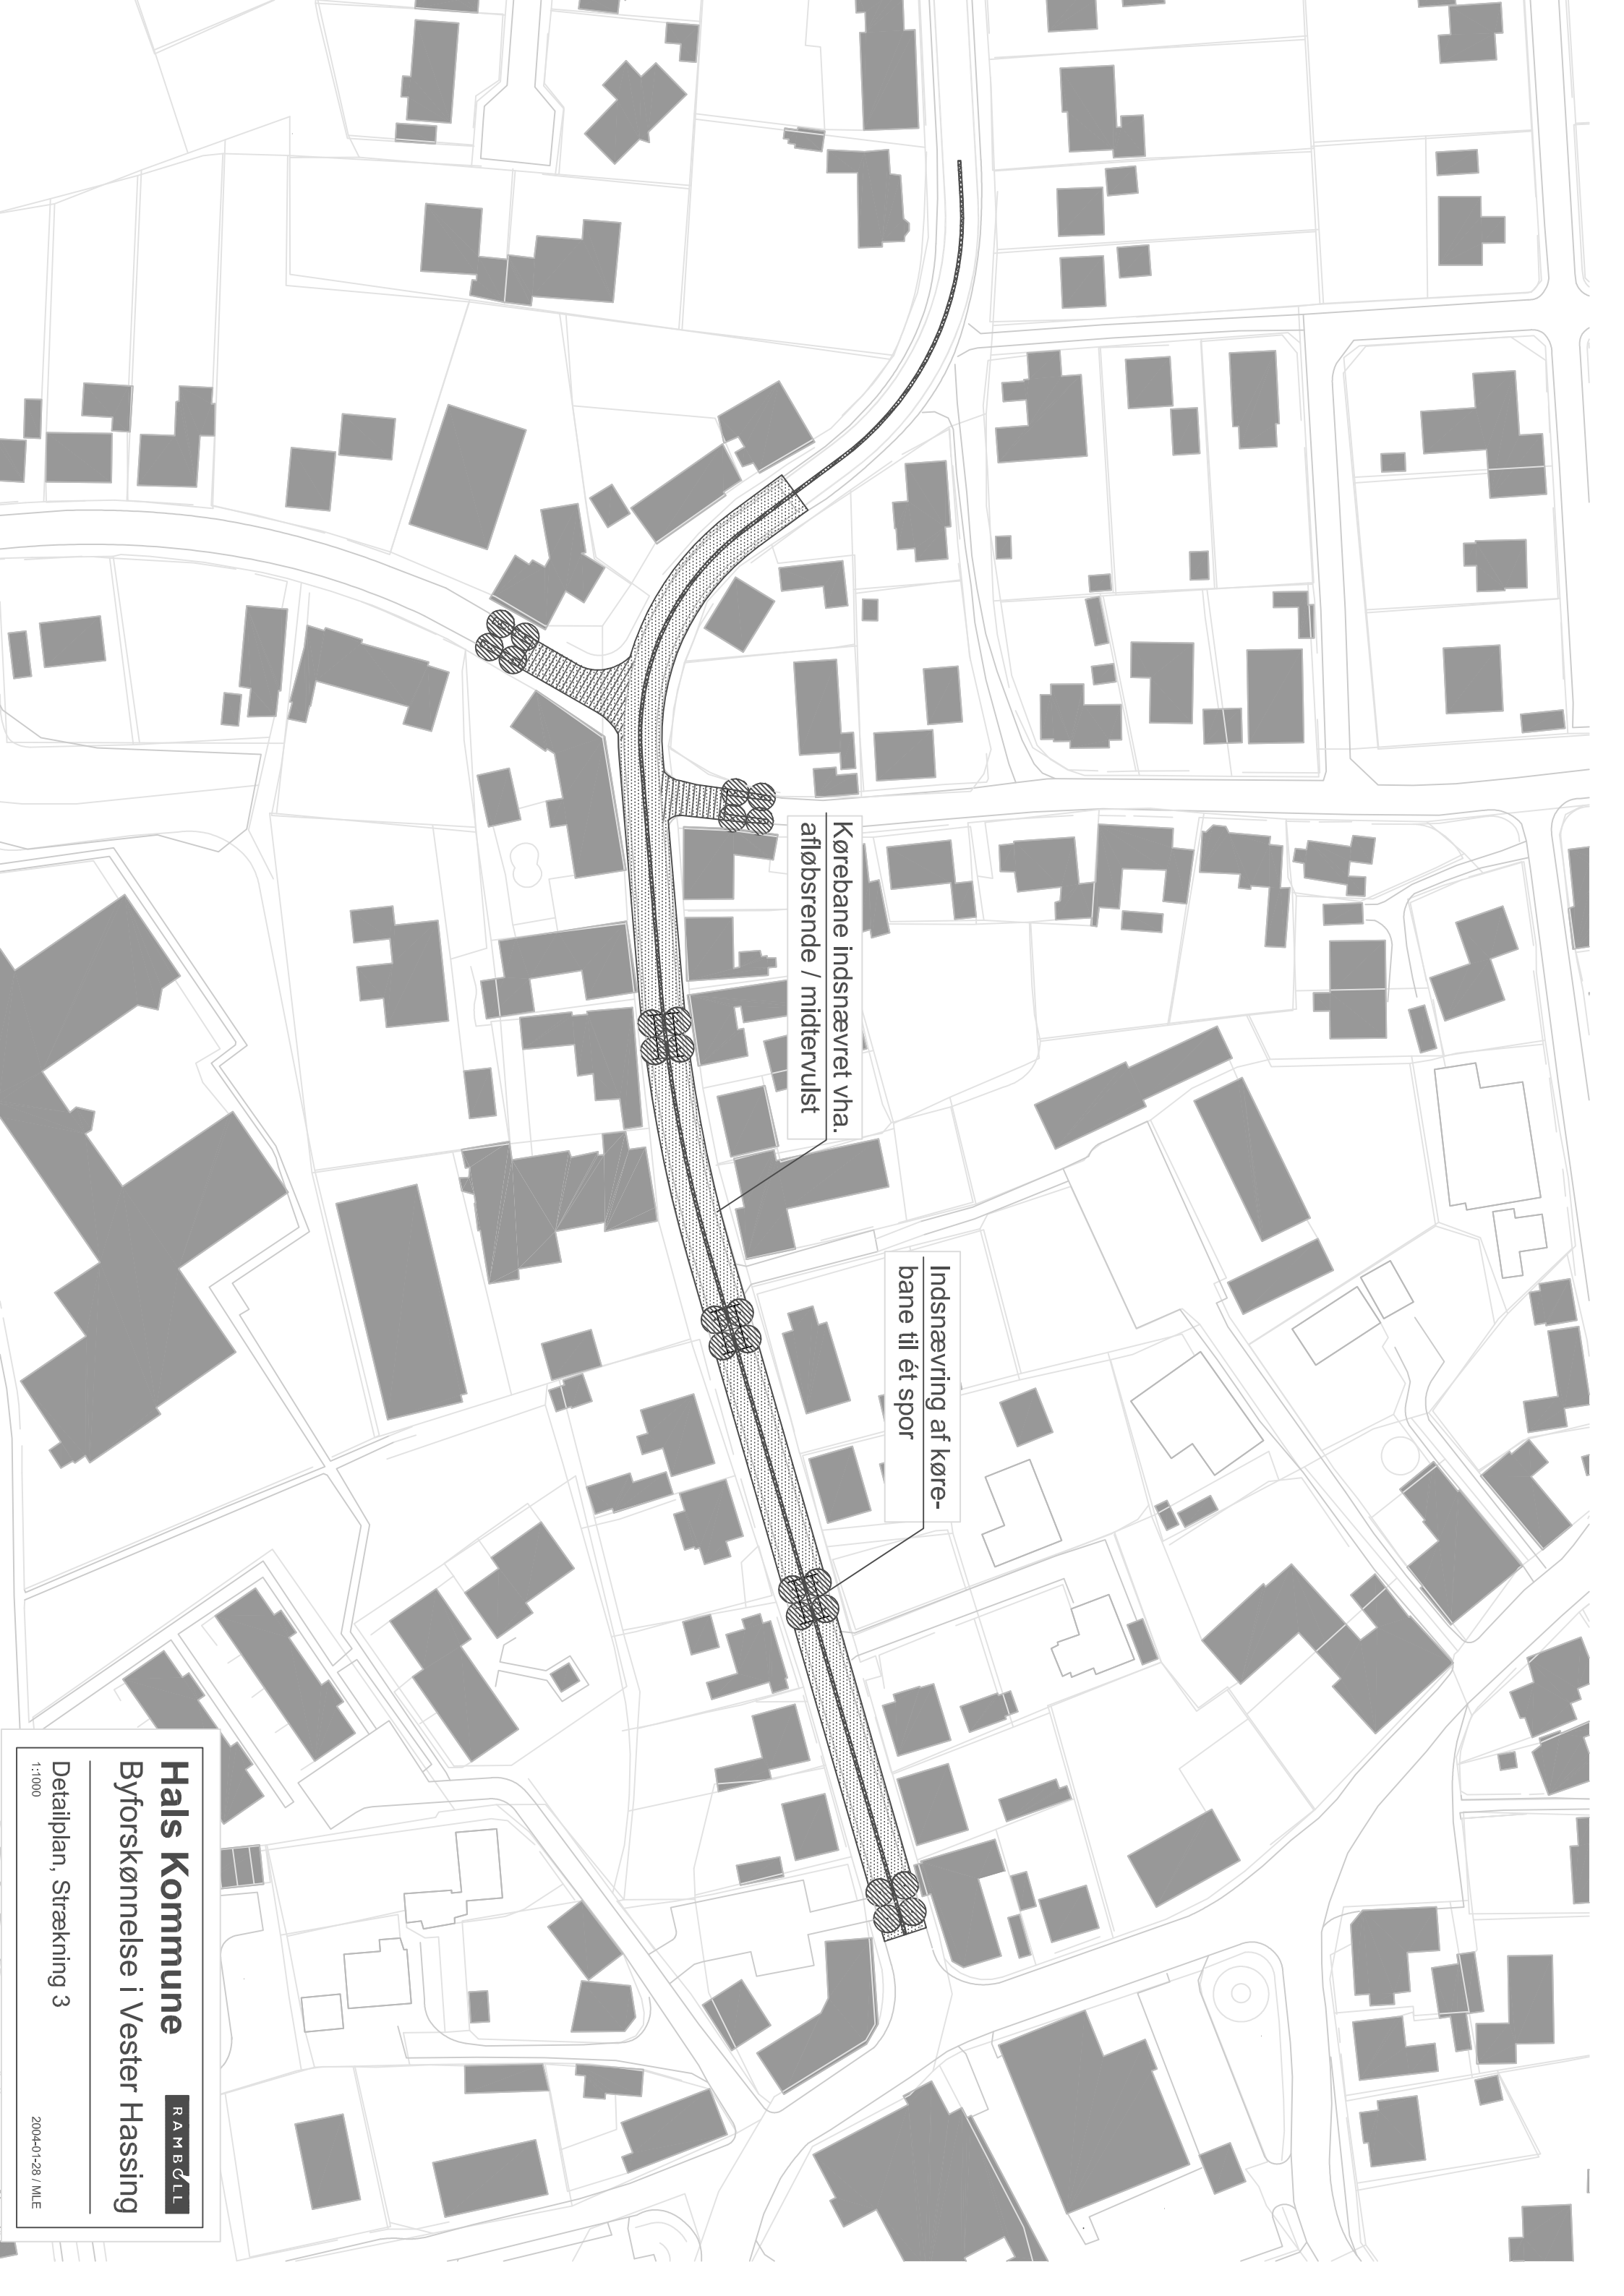 Kørebane indsnævret vha.
afløbsrende / midtervulst
Indsnævring af køre-
bane til ét spor
Hals Kommune
RAMBØLL
Byforskønnelse i Vester Hassing
Detailplan, Strækning 3
1:1000
2004-01-28 / MLE